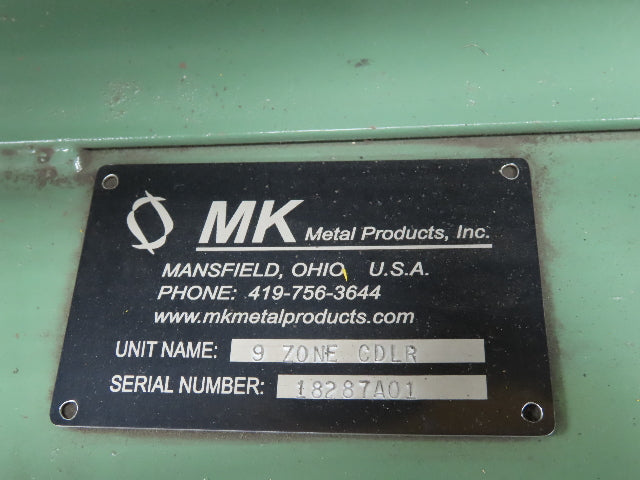 MK Metal Products, Inc.
MANSFIELD, OHIO, U.S.A.
PHONE: 419-756-3644
www.mkmetalproducts.com
UNIT NAME: 9 ZONE CDLR
SERIAL NUMBER: 18287A01